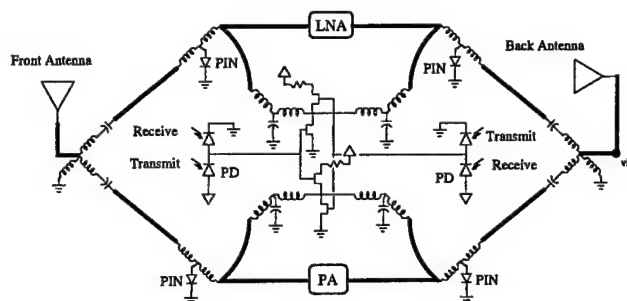 LNA
Front Antenna
PIN
PIN
Back Antenna
Receive
Transmit
Transmit
PD
PD
Receive
PIN
PA
PIN